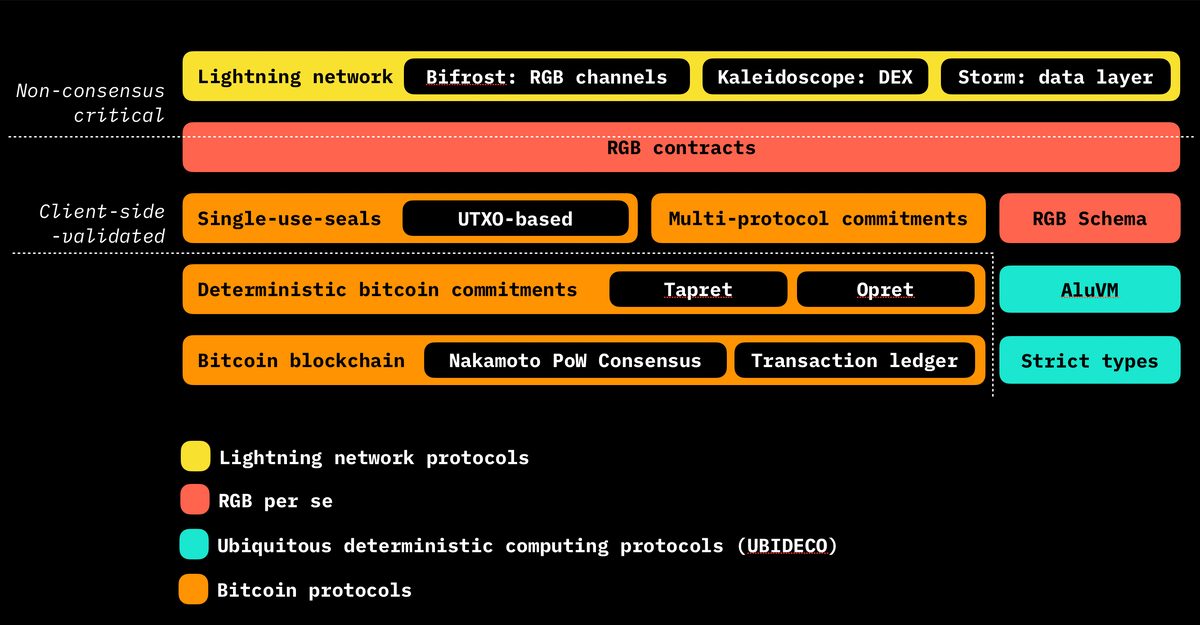 Non-consensus
critical
Lightning network Bifrost: RGB channels Kaleidoscope: DEX Storm: data layer
RGB contracts
Client-side
-validated
Single-use-seals UTXO-based Multi-protocol commitments RGB Schema
Deterministic bitcoin commitments Tapret Opret AluVM
Bitcoin blockchain Nakamoto PoW Consensus Transaction ledger Strict types
Lightning network protocols
RGB per se
Ubiquitous deterministic computing protocols (UBIDECO)
Bitcoin protocols